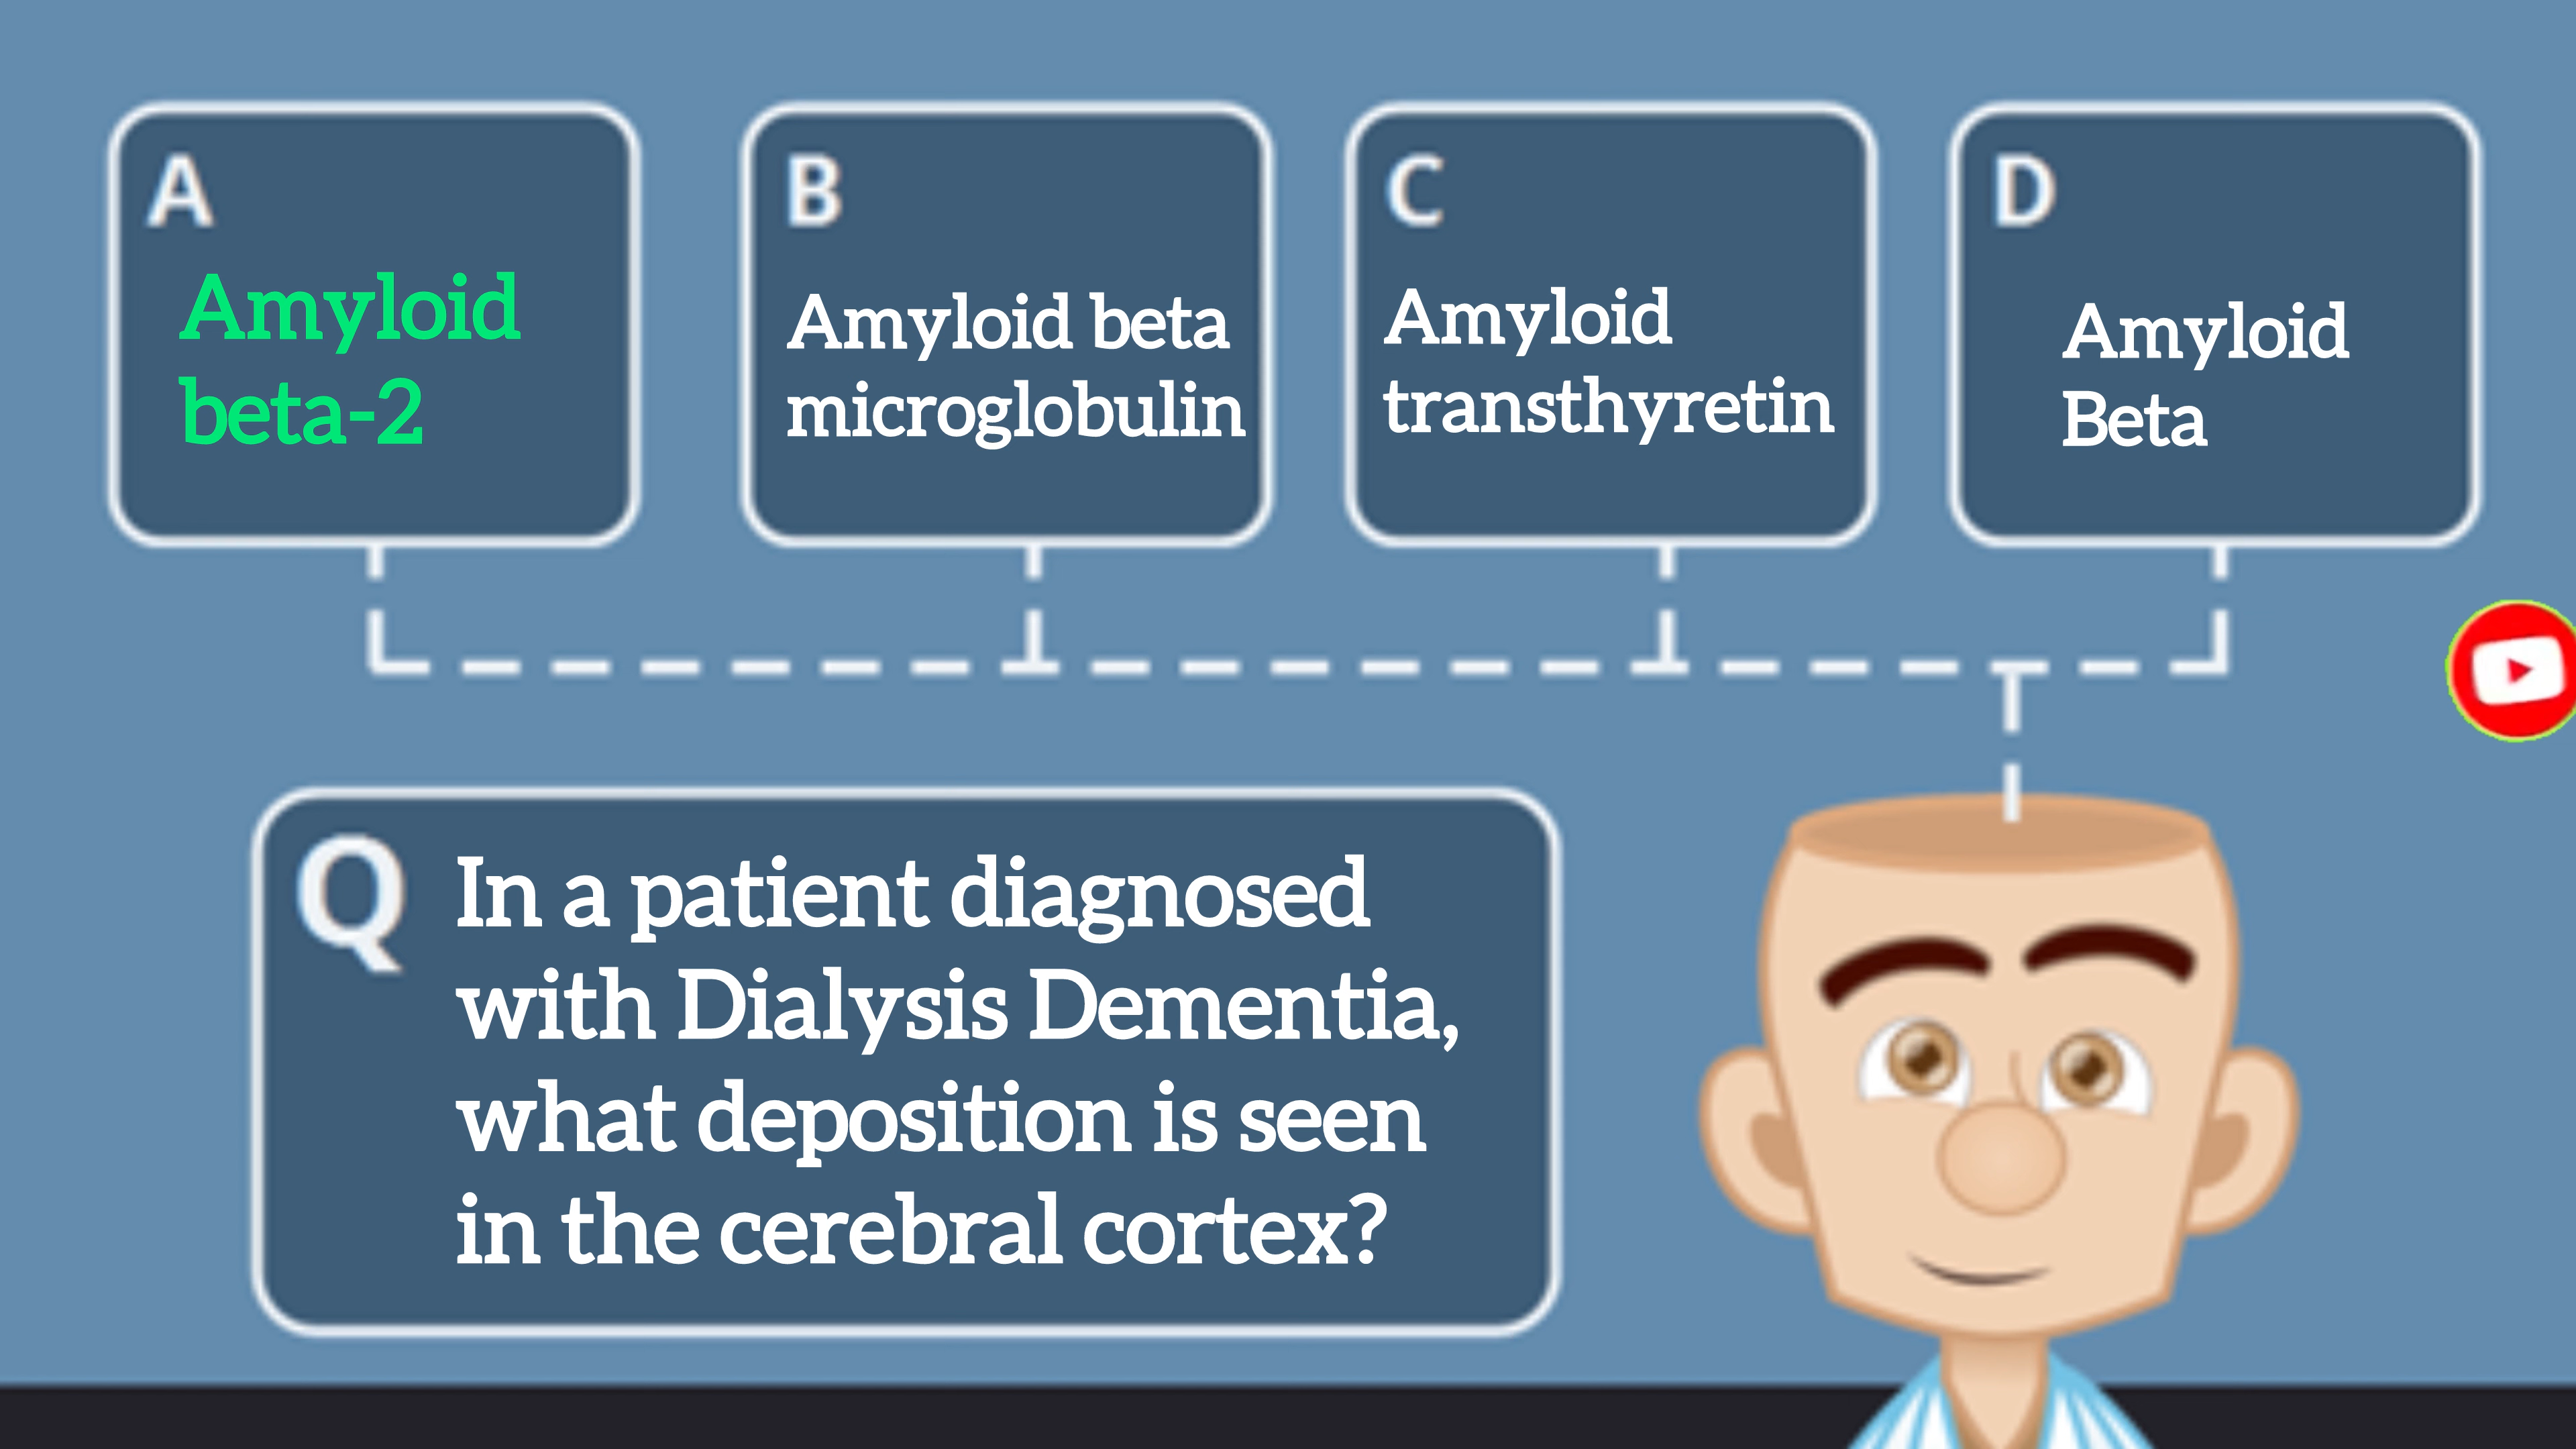 A
Amyloid
beta-2
B
Amyloid beta
microglobulin
C
Amyloid
transthyretin
D
Amyloid
Beta
Q
In a patient diagnosed
with Dialysis Dementia,
what deposition is seen
in the cerebral cortex?